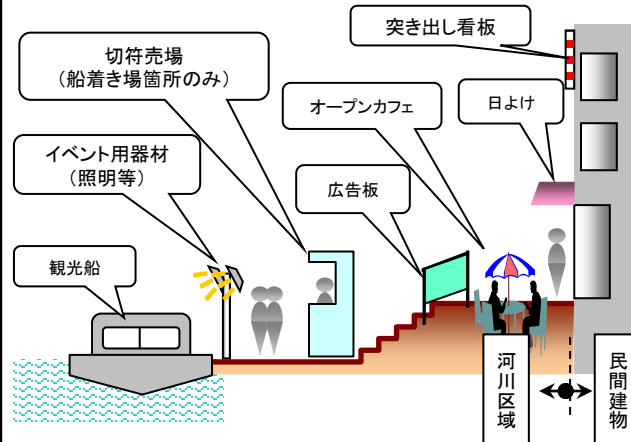 突き出し看板
切符売場
（船着き場箇所のみ）
オープンカフェ
日よけ
イベント用器材
（照明等）
広告板
観光船
河川区域
民間建物